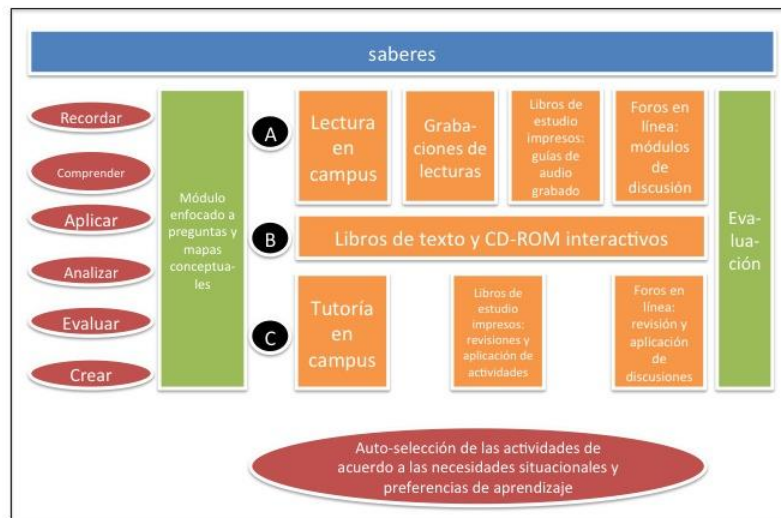 saberes
Recordar
Comprender
Aplicar
Analizar
Evaluar
Crear
Módulo
enfocado a
preguntas y
mapas
conceptua-
les
A
Lectura
en
campus
Graba-
ciones de
lecturas
Libros de
estudio
impresos:
guías de
audio
grabado
Foros en
línea:
módulos
de
discusión
B
Libros de texto y CD-ROM interactivos
C
Tutoría
en
campus
Libros de
estudio
impresos:
revisiones y
aplicación de
actividades
Foros en
línea:
revisión y
aplicación
de
discusiones
Eva-
lua-
ción
Auto-selección de las actividades de
acuerdo a las necesidades situacionales y
preferencias de aprendizaje